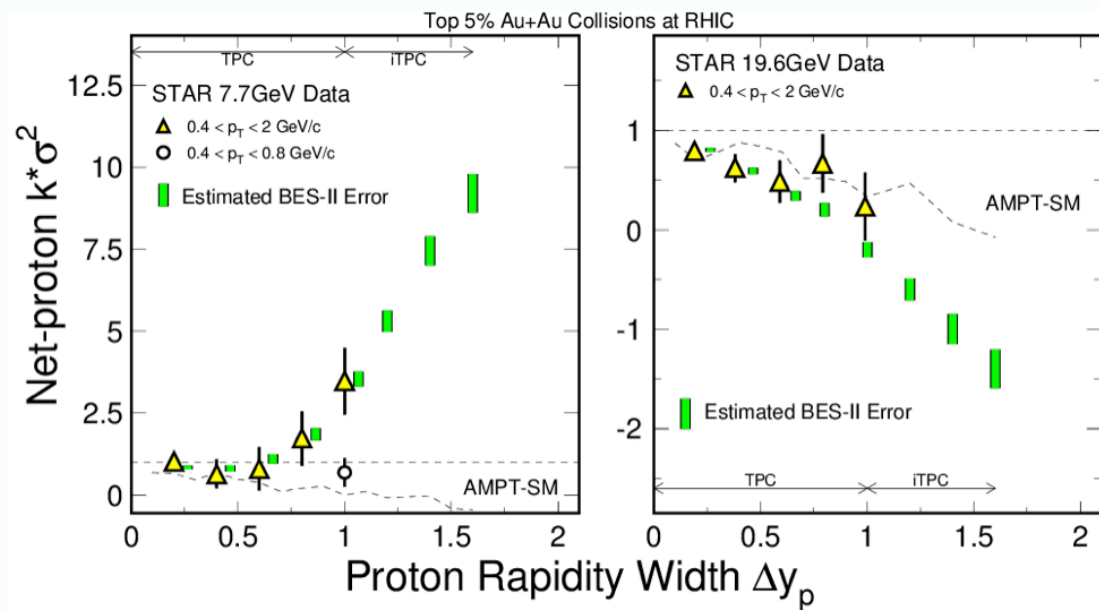 Top 5% Au+Au Collisions at RHIC
Net-proton k*σ²
12.5
10
7.5
5
2.5
0
TPC
iTPC
STAR 7.7GeV Data
0.4 < p_T < 2 GeV/c
0.4 < p_T < 0.8 GeV/c
Estimated BES-II Error
AMPT-SM
0 0.5 1 1.5 2
1
0
-1
-2
STAR 19.6GeV Data
0.4 < p_T < 2 GeV/c
AMPT-SM
Estimated BES-II Error
TPC
iTPC
0 0.5 1 1.5 2
Proton Rapidity Width Δy_p